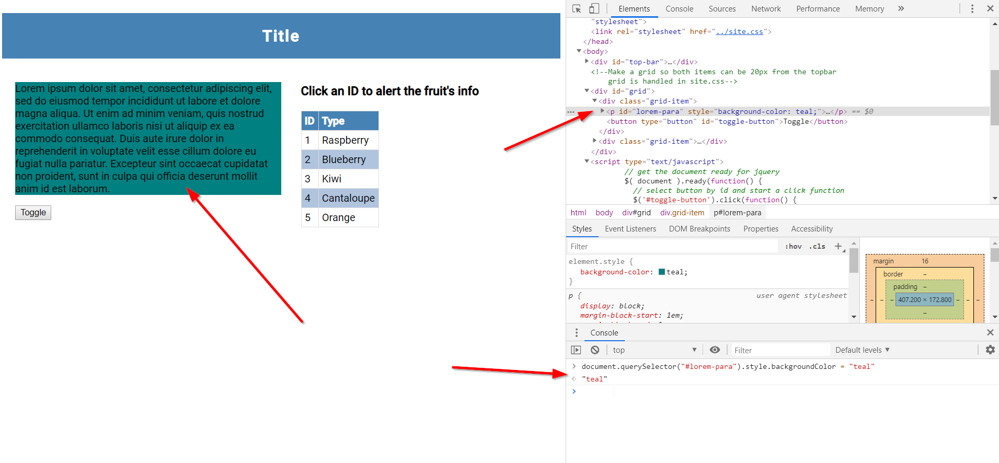 Title
Lorem ipsum dolor sit amet, consectetur adipiscing elit,
sed do eiusmod tempor incididunt ut labore et dolore
magna aliqua. Ut enim ad minim veniam, quis nostrud
exercitation ullamco laboris nisi ut aliquip ex ea
commodo consequat. Duis aute irure dolor in
reprehenderit in voluptate velit esse cillum dolore eu
fugiat nulla pariatur. Excepteur sint occaecat cupidatat
non proident, sunt in culpa qui officia deserunt mollit
anim id est laborum.
Toggle
Click an ID to alert the fruit's info
ID Type
1 Raspberry
2 Blueberry
3 Kiwi
4 Cantaloupe
5 Orange
Elements Console Sources Network Performance Memory »
"stylesheet">
<link rel="stylesheet" href="../site.css">
</head>
<body>
<div id="top-bar">…</div>
<!--Make a grid so both items can be 20px from the topbar
grid is handled in site.css-->
<div id="grid">
<div class="grid-item">
<p id="lorem-para" style="background-color: teal;">…</p> == $0
<button type="button" id="toggle-button">Toggle</button>
</div>
<div class="grid-item">…</div>
</div>
<script type="text/javascript">
// get the document ready for jquery
$( document ).ready(function() {
// select button by id and start a click function
$('#toggle-button').click(function() {
html body div#grid div.grid-item p#lorem-para
Styles Event Listeners DOM Breakpoints Properties Accessibility
Filter :hov .cls +
element.style {
background-color: teal;
}
p { user agent stylesheet
display: block;
margin-block-start: 1em;
margin 16
border –
padding –
– – – 407.200 × 172.800 – – –
–
Console
top Filter Default levels ▼
> document.querySelector("#lorem-para").style.backgroundColor = "teal"
"teal"
>